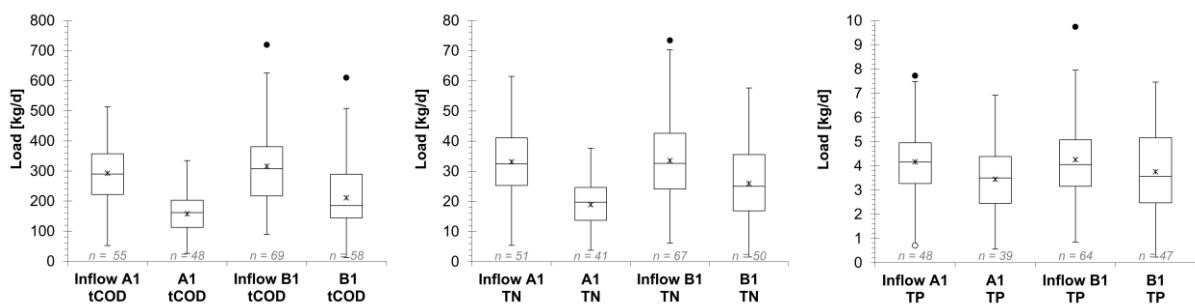 Load [kg/d]
800
700
600
500
400
300
200
100
0
n = 55
n = 48
n = 69
n = 58
Inflow A1 A1 Inflow B1 B1
tCOD tCOD tCOD tCOD
Load [kg/d]
80
70
60
50
40
30
20
10
0
n = 51
n = 41
n = 67
n = 50
Inflow A1 A1 Inflow B1 B1
TN TN TN TN
Load [kg/d]
10
9
8
7
6
5
4
3
2
1
0
n = 48
n = 39
n = 64
n = 47
Inflow A1 A1 Inflow B1 B1
TP TP TP TP